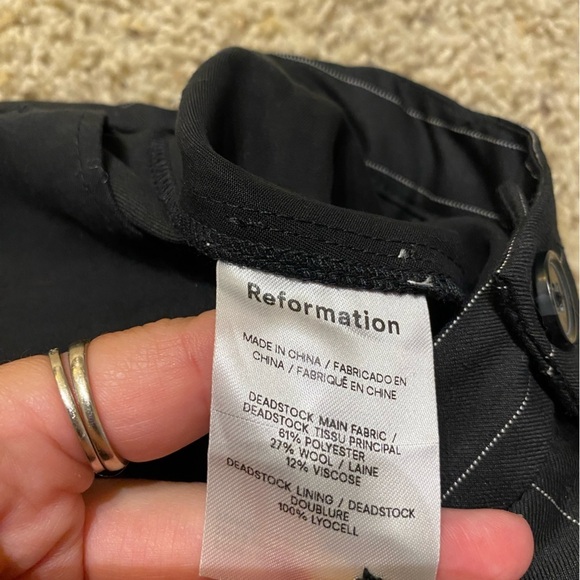 Reformation
MADE IN CHINA / FABRICADO EN
CHINA / FABRIQUÉ EN CHINE
DEADSTOCK MAIN FABRIC /
DEADSTOCK TISSU PRINCIPAL
61% POLYESTER
27% WOOL / LAINE
12% VISCOSE
DEADSTOCK LINING / DEADSTOCK
DOUBLURE
100% LYOCELL